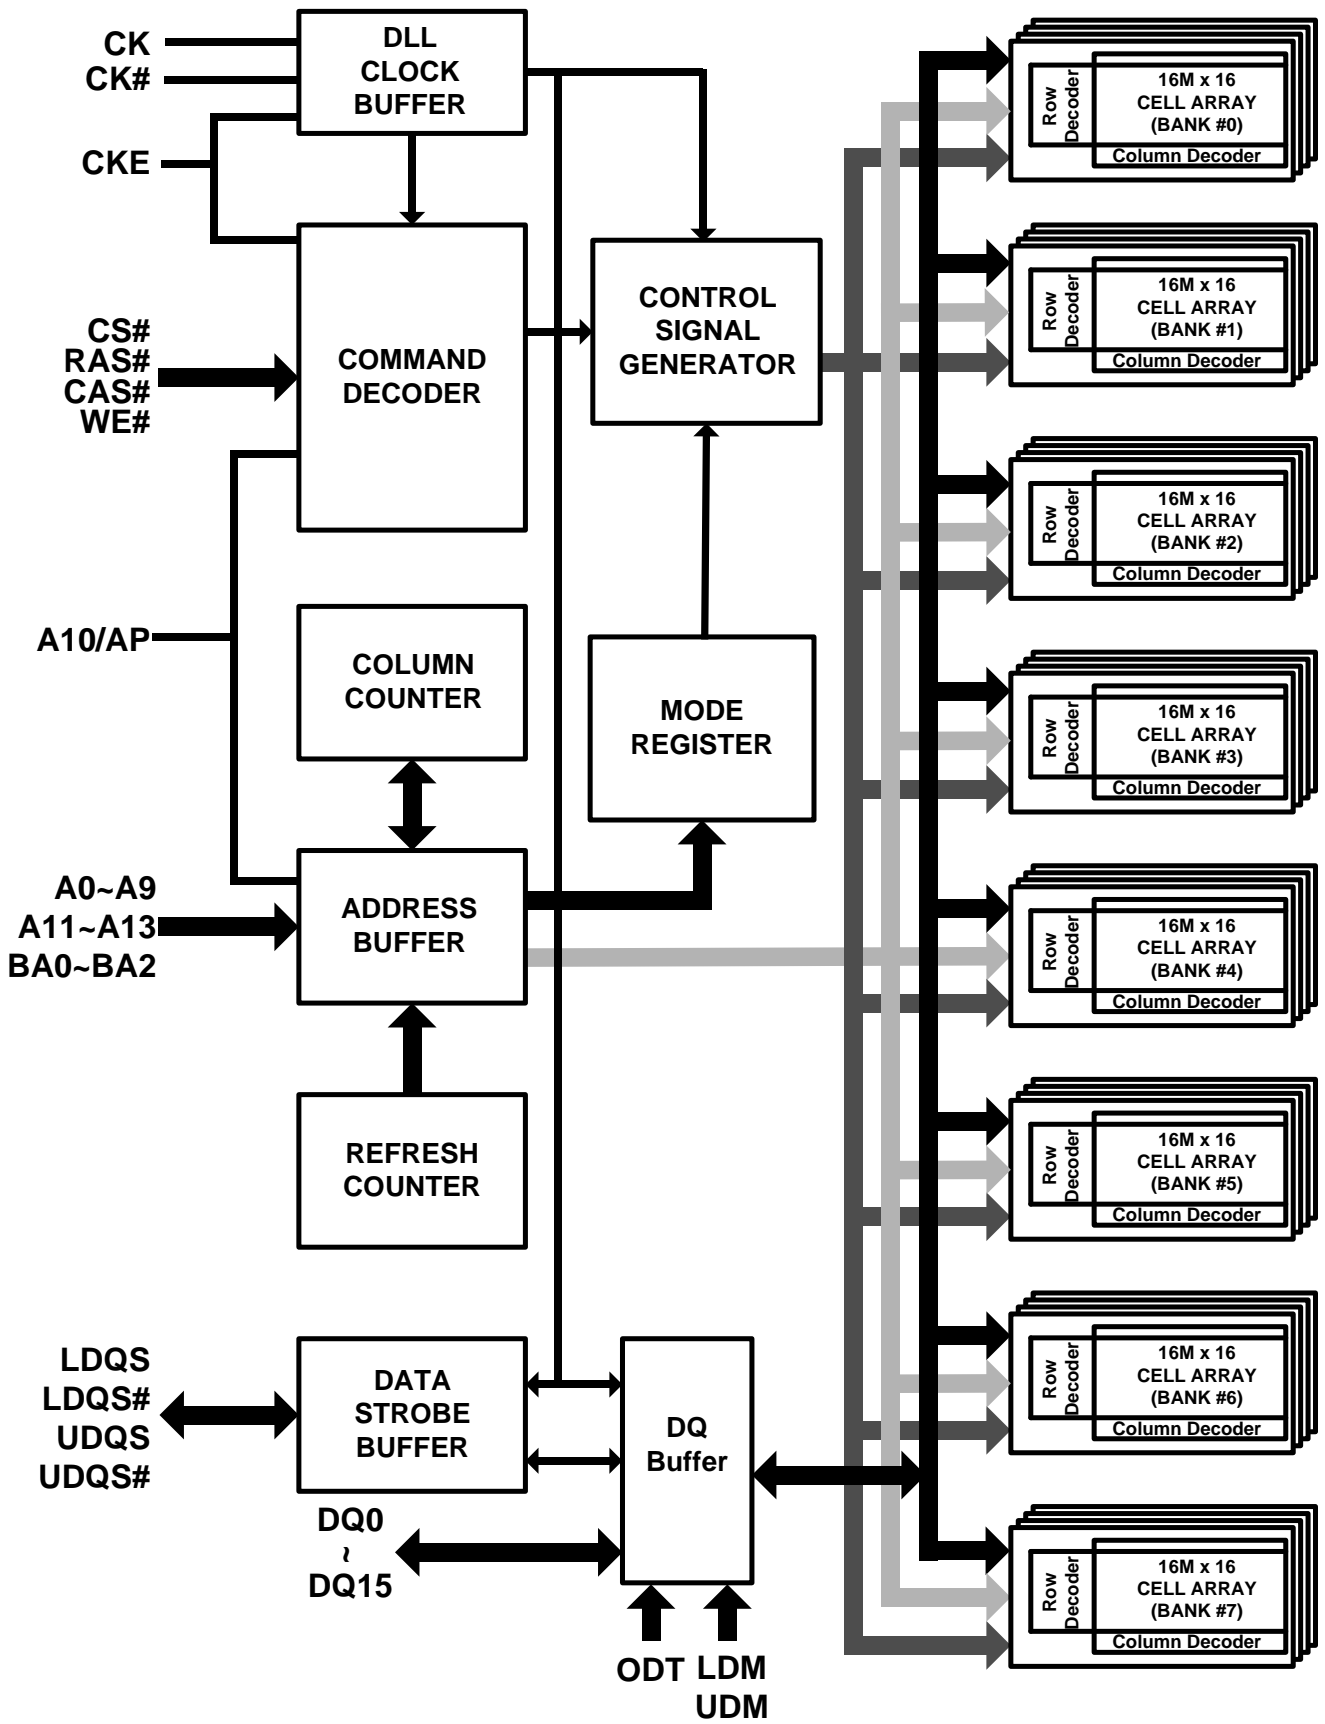 CK
CK#
CKE
CS#
RAS#
CAS#
WE#
A10/AP
A0~A9
A11~A13
BA0~BA2
LDQS
LDQS#
UDQS
UDQS#
DQ0
~
DQ15
DLL
CLOCK
BUFFER
COMMAND
DECODER
COLUMN
COUNTER
ADDRESS
BUFFER
REFRESH
COUNTER
DATA
STROBE
BUFFER
CONTROL
SIGNAL
GENERATOR
MODE
REGISTER
DQ
Buffer
ODT
LDM
UDM
Row
Decoder
16M x 16
CELL ARRAY
(BANK #0)
Column Decoder
Row
Decoder
16M x 16
CELL ARRAY
(BANK #1)
Column Decoder
Row
Decoder
16M x 16
CELL ARRAY
(BANK #2)
Column Decoder
Row
Decoder
16M x 16
CELL ARRAY
(BANK #3)
Column Decoder
Row
Decoder
16M x 16
CELL ARRAY
(BANK #4)
Column Decoder
Row
Decoder
16M x 16
CELL ARRAY
(BANK #5)
Column Decoder
Row
Decoder
16M x 16
CELL ARRAY
(BANK #6)
Column Decoder
Row
Decoder
16M x 16
CELL ARRAY
(BANK #7)
Column Decoder